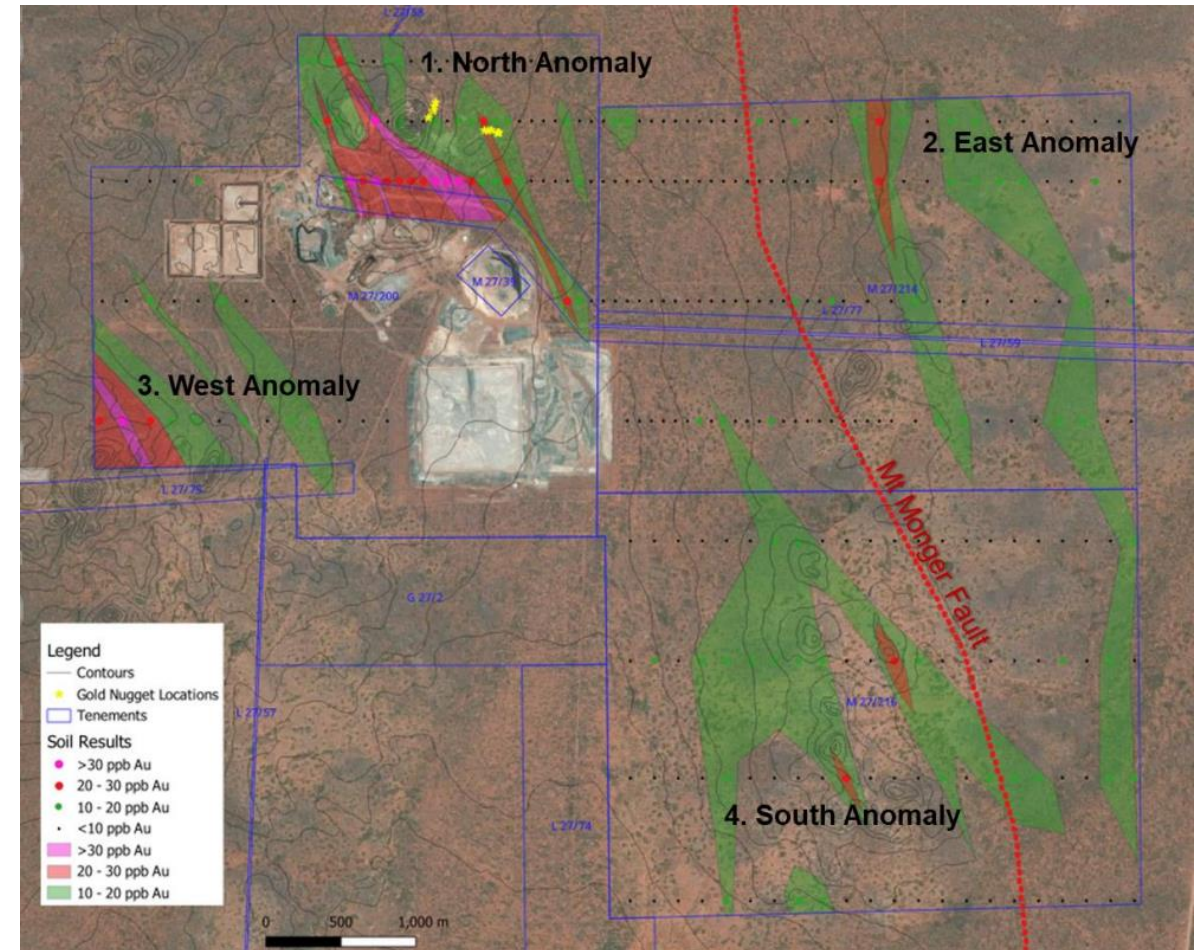 L 27/58
1. North Anomaly
2. East Anomaly
M 27/39
M 27/200
M 27/214
L 27/77
L 27/59
3. West Anomaly
L 27/75
Mt Monger Fault
G 27/2
M 27/216
L 27/57
4. South Anomaly
L 27/74
Legend
Contours
Gold Nugget Locations
Tenements
Soil Results
>30 ppb Au
20 - 30 ppb Au
10 - 20 ppb Au
<10 ppb Au
>30 ppb Au
20 - 30 ppb Au
10 - 20 ppb Au
0 500 1,000 m